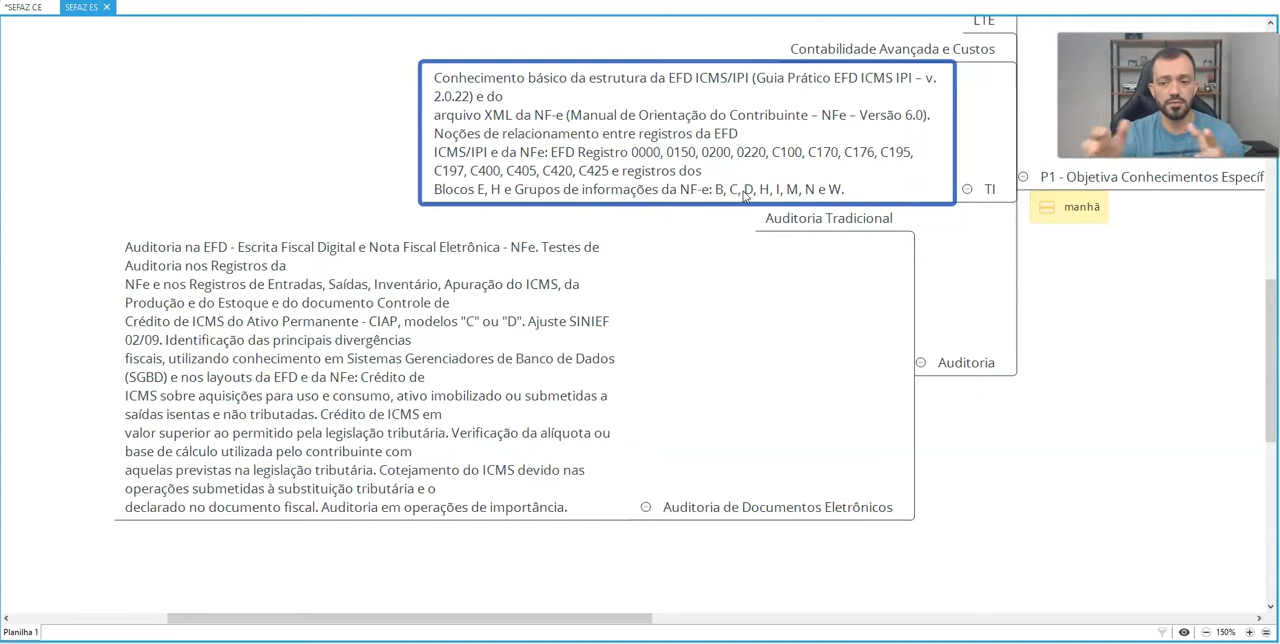 *SEFAZ CE
SEFAZ ES
LTE
Contabilidade Avançada e Custos
Conhecimento básico da estrutura da EFD ICMS/IPI (Guia Prático EFD ICMS IPI – v.
2.0.22) e do
arquivo XML da NF-e (Manual de Orientação do Contribuinte – NFe – Versão 6.0).
Noções de relacionamento entre registros da EFD
ICMS/IPI e da NFe: EFD Registro 0000, 0150, 0200, 0220, C100, C170, C176, C195,
C197, C400, C405, C420, C425 e registros dos
Blocos E, H e Grupos de informações da NF-e: B, C, D, H, I, M, N e W.
TI
P1 - Objetiva Conhecimentos Específ
manhã
Auditoria Tradicional
Auditoria na EFD - Escrita Fiscal Digital e Nota Fiscal Eletrônica - NFe. Testes de
Auditoria nos Registros da
NFe e nos Registros de Entradas, Saídas, Inventário, Apuração do ICMS, da
Produção e do Estoque e do documento Controle de
Crédito de ICMS do Ativo Permanente - CIAP, modelos "C" ou "D". Ajuste SINIEF
02/09. Identificação das principais divergências
fiscais, utilizando conhecimento em Sistemas Gerenciadores de Banco de Dados
(SGBD) e nos layouts da EFD e da NFe: Crédito de
ICMS sobre aquisições para uso e consumo, ativo imobilizado ou submetidas a
saídas isentas e não tributadas. Crédito de ICMS em
valor superior ao permitido pela legislação tributária. Verificação da alíquota ou
base de cálculo utilizada pelo contribuinte com
aquelas previstas na legislação tributária. Cotejamento do ICMS devido nas
operações submetidas à substituição tributária e o
declarado no documento fiscal. Auditoria em operações de importância.
Auditoria
Auditoria de Documentos Eletrônicos
Planilha 1
150%